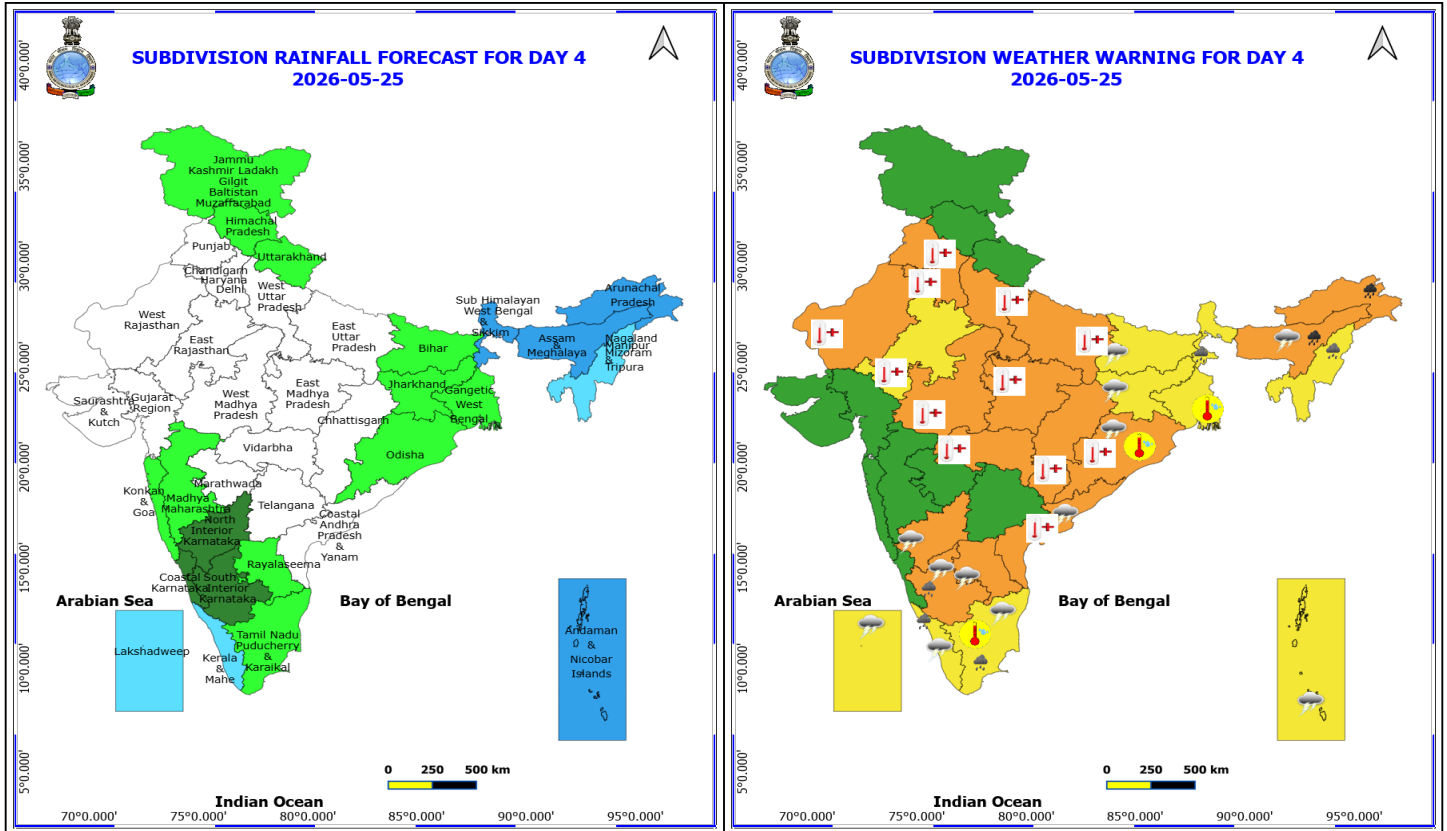 SUBDIVISION RAINFALL FORECAST FOR DAY 4
2026-05-25
40°0.000'
35°0.000'
30°0.000'
25°0.000'
20°0.000'
15°0.000'
10°0.000'
5°0.000'
Jammu
Kashmir Ladakh
Gilgit
Baltistan
Muzaffarabad
Himachal
Pradesh
Punjab
Uttarakhand
Chandigarh
Haryana
Delhi
West
Uttar
Pradesh
West
Rajasthan
East
Rajasthan
East
Uttar
Pradesh
Sub Himalayan
West Bengal
&
Sikkim
Arunachal
Pradesh
Assam
&
Meghalaya
Nagaland
Manipur
Mizoram
&
Tripura
Bihar
Jharkhand
Gangetic
West
Bengal
Saurashtra
&
Kutch
Gujarat
Region
West
Madhya
Pradesh
East
Madhya
Pradesh
Chhattisgarh
Vidarbha
Odisha
Konkan
&
Goa
Madhya
Maharashtra
Marathwada
Telangana
North
Interior
Karnataka
Coastal
Andhra
Pradesh
&
Yanam
Rayalaseema
Coastal
Karnataka
South
Interior
Karnataka
Arabian Sea
Bay of Bengal
Lakshadweep
Kerala
&
Mahe
Tamil Nadu
Puducherry
&
Karaikal
Andaman
&
Nicobar
Islands
0 250 500 km
Indian Ocean
70°0.000' 75°0.000' 80°0.000' 85°0.000' 90°0.000' 95°0.000'
SUBDIVISION WEATHER WARNING FOR DAY 4
2026-05-25
40°0.000'
35°0.000'
30°0.000'
25°0.000'
20°0.000'
15°0.000'
10°0.000'
5°0.000'
Arabian Sea
Bay of Bengal
0 250 500 km
Indian Ocean
70°0.000' 75°0.000' 80°0.000' 85°0.000' 90°0.000' 95°0.000'